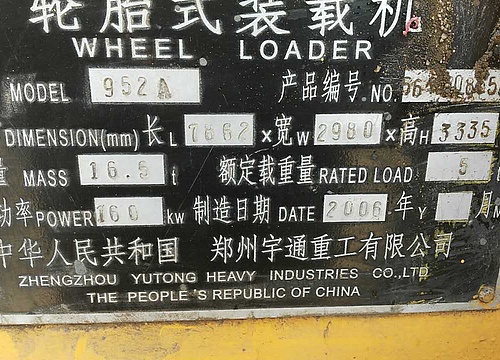 轮胎式装载机
WHEEL LOADER
MODEL 952A 产品编号 NO.
DIMENSION(mm) 长L 7862 ×宽W 2980 ×高H 3335
量 MASS 16.5 t 额定载重量 RATED LOAD 5
功率 POWER 160 kw 制造日期 DATE 2006 年Y 月
中华人民共和国 郑州宇通重工有限公司
ZHENGZHOU YUTONG HEAVY INDUSTRIES CO.,LTD
THE PEOPLE'S REPUBLIC OF CHINA